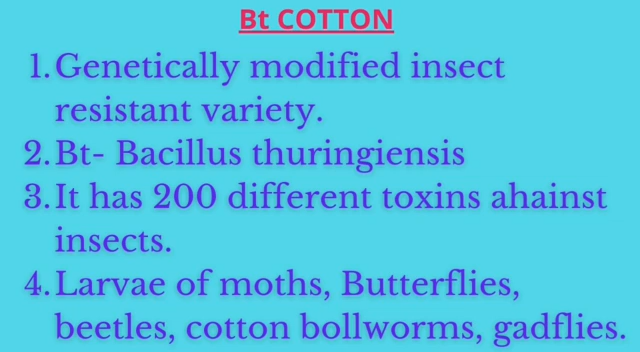 Bt COTTON
1. Genetically modified insect
resistant variety.
2. Bt- Bacillus thuringiensis
3. It has 200 different toxins ahainst
insects.
4. Larvae of moths, Butterflies,
beetles, cotton bollworms, gadflies.